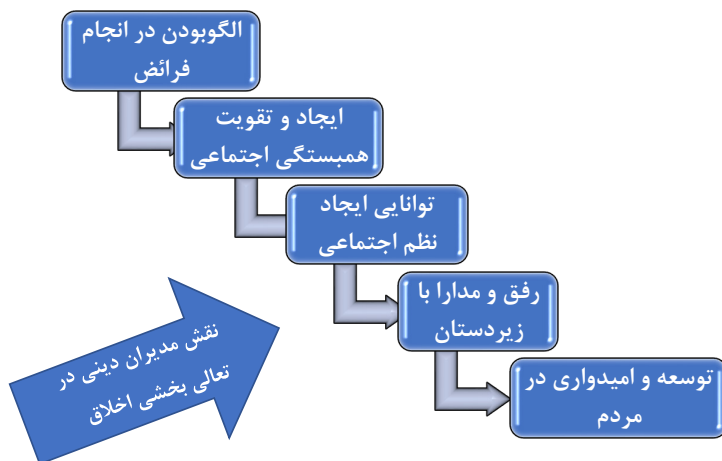 الگوبودن در انجام
فرائض
ایجاد و تقویت
همبستگی اجتماعی
توانایی ایجاد
نظم اجتماعی
رفق و مدارا با
زیردستان
توسعه و امیدواری در
مردم
نقش مدیران دینی در
تعالی بخشی اخلاق